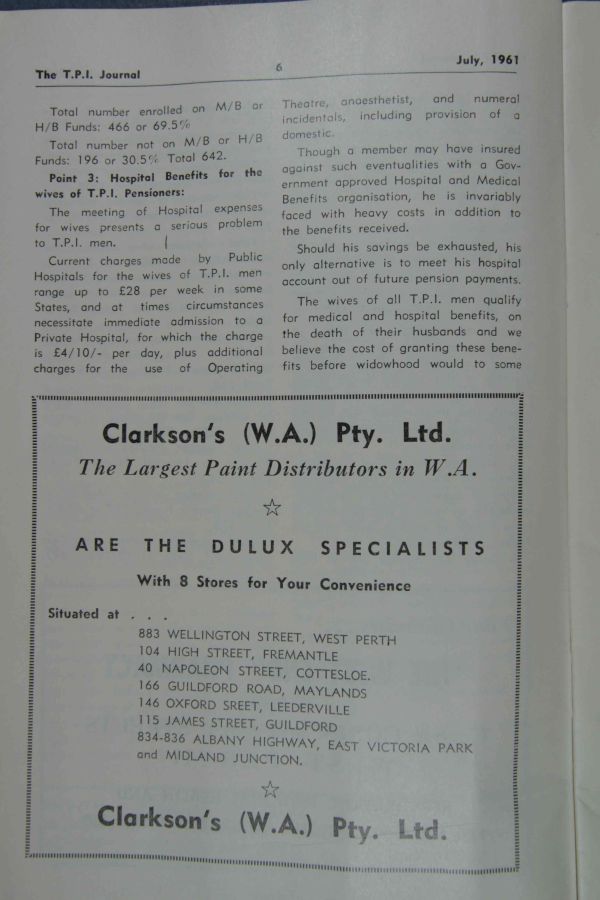 The T.P.I. Journal
6
July, 1961
Total number enrolled on M/B or
H/B Funds: 466 or 69.5%
Total number not on M/B or H/B
Funds: 196 or 30.5% Total 642.
Point 3: Hospital Benefits for the
wives of T.P.I. Pensioners:
The meeting of Hospital expenses
for wives presents a serious problem
to T.P.I. men.
Current charges made by Public
Hospitals for the wives of T.P.I. men
range up to £28 per week in some
States, and at times circumstances
necessitate immediate admission to a
Private Hospital, for which the charge
is £4/10/- per day, plus additional
charges for the use of Operating
Theatre, anaesthetist, and numeral
incidentals, including provision of a
domestic.
Though a member may have insured
against such eventualities with a Gov-
ernment approved Hospital and Medical
Benefits organisation, he is invariably
faced with heavy costs in addition to
the benefits received.
Should his savings be exhausted, his
only alternative is to meet his hospital
account out of future pension payments.
The wives of all T.P.I. men qualify
for medical and hospital benefits, on
the death of their husbands and we
believe the cost of granting these bene-
fits before widowhood would to some
Clarkson's (W.A.) Pty. Ltd.
The Largest Paint Distributors in W.A.
ARE THE DULUX SPECIALISTS
With 8 Stores for Your Convenience
Situated at . . .
883 WELLINGTON STREET, WEST PERTH
104 HIGH STREET, FREMANTLE
40 NAPOLEON STREET, COTTESLOE.
166 GUILDFORD ROAD, MAYLANDS
146 OXFORD SREET, LEEDERVILLE
115 JAMES STREET, GUILDFORD
834-836 ALBANY HIGHWAY, EAST VICTORIA PARK
and MIDLAND JUNCTION.
Clarkson's (W.A.) Pty. Ltd.